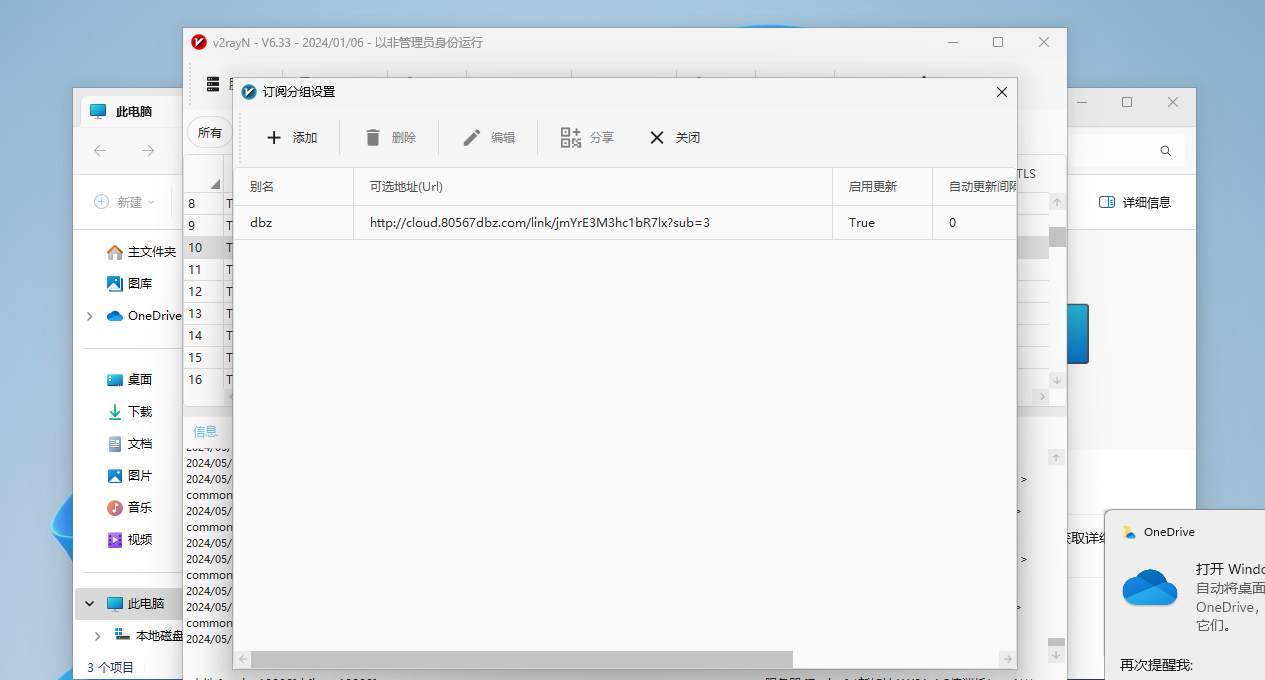 v2rayN - V6.33 - 2024/01/06 - 以非管理员身份运行
订阅分组设置
此电脑
所有
添加
删除
编辑
分享
关闭
别名
可选地址(Url)
启用更新
自动更新间隔
TLS
新建
详细信息
dbz
http://cloud.80567dbz.com/link/jmYrE3M3hc1bR7lx?sub=3
True
0
8 T
9 T
10 T
11 T
12 T
13 T
14 T
15 T
16 T
主文件夹
图库
OneDrive
桌面
下载
文档
图片
音乐
视频
此电脑
本地磁盘
3 个项目
信息
2024/05/
2024/05/
2024/05/ >
common
2024/05/ >
common
2024/05/
2024/05/ >
common
2024/05/
2024/05/ >
common
2024/05/
获取详细
OneDrive
打开 Windo
自动将桌面
OneDrive，
它们。
再次提醒我: